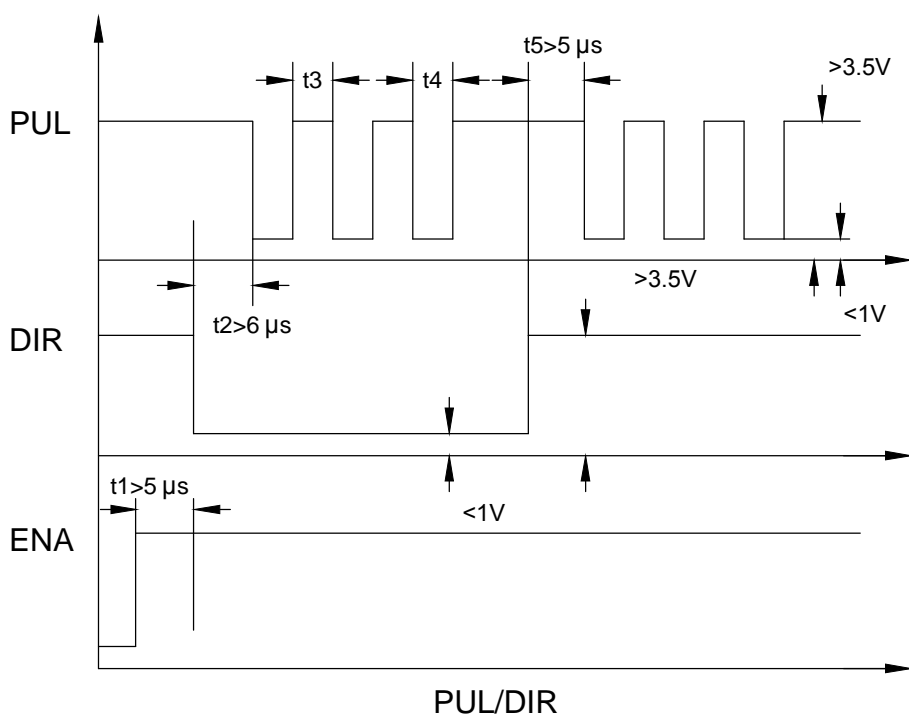 t5>5 µs
>3.5V
t3
t4
PUL
>3.5V
<1V
t2>6 µs
DIR
t1>5 µs
<1V
ENA
PUL/DIR